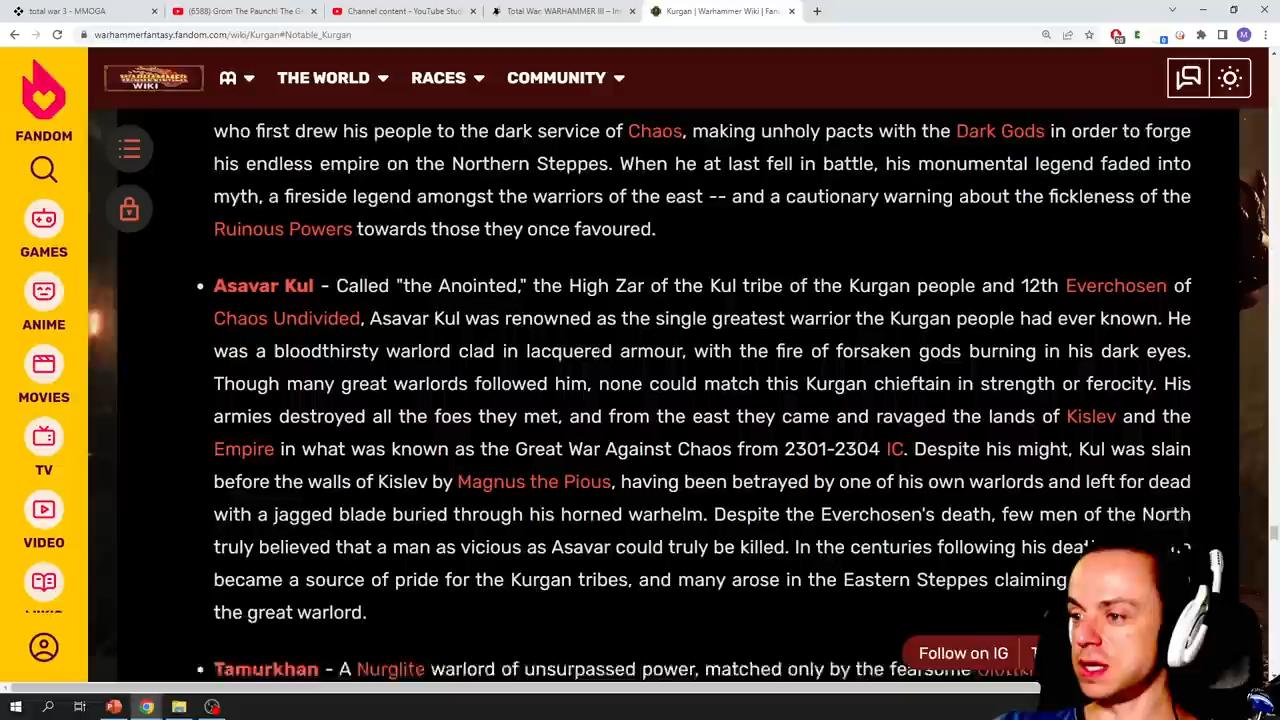 total war 3 - MMOGA
(6588) Grom The Paunch! The G
Channel content - YouTube Stud
Total War: WARHAMMER III – Im
Kurgan | Warhammer Wiki | Fan
warhammerfantasy.fandom.com/wiki/Kurgan#Notable_Kurgan
M
WARHAMMER WIKI
THE WORLD
RACES
COMMUNITY
FANDOM
GAMES
ANIME
MOVIES
TV
VIDEO
who first drew his people to the dark service of Chaos, making unholy pacts with the Dark Gods in order to forge
his endless empire on the Northern Steppes. When he at last fell in battle, his monumental legend faded into
myth, a fireside legend amongst the warriors of the east -- and a cautionary warning about the fickleness of the
Ruinous Powers towards those they once favoured.
Asavar Kul - Called "the Anointed," the High Zar of the Kul tribe of the Kurgan people and 12th Everchosen of
Chaos Undivided, Asavar Kul was renowned as the single greatest warrior the Kurgan people had ever known. He
was a bloodthirsty warlord clad in lacquered armour, with the fire of forsaken gods burning in his dark eyes.
Though many great warlords followed him, none could match this Kurgan chieftain in strength or ferocity. His
armies destroyed all the foes they met, and from the east they came and ravaged the lands of Kislev and the
Empire in what was known as the Great War Against Chaos from 2301-2304 IC. Despite his might, Kul was slain
before the walls of Kislev by Magnus the Pious, having been betrayed by one of his own warlords and left for dead
with a jagged blade buried through his horned warhelm. Despite the Everchosen's death, few men of the North
truly believed that a man as vicious as Asavar could truly be killed. In the centuries following his
became a source of pride for the Kurgan tribes, and many arose in the Eastern Steppes claiming
the great warlord.
Tamurkhan - A Nurglite warlord of unsurpassed power, matched only by the fearsome
Follow on IG